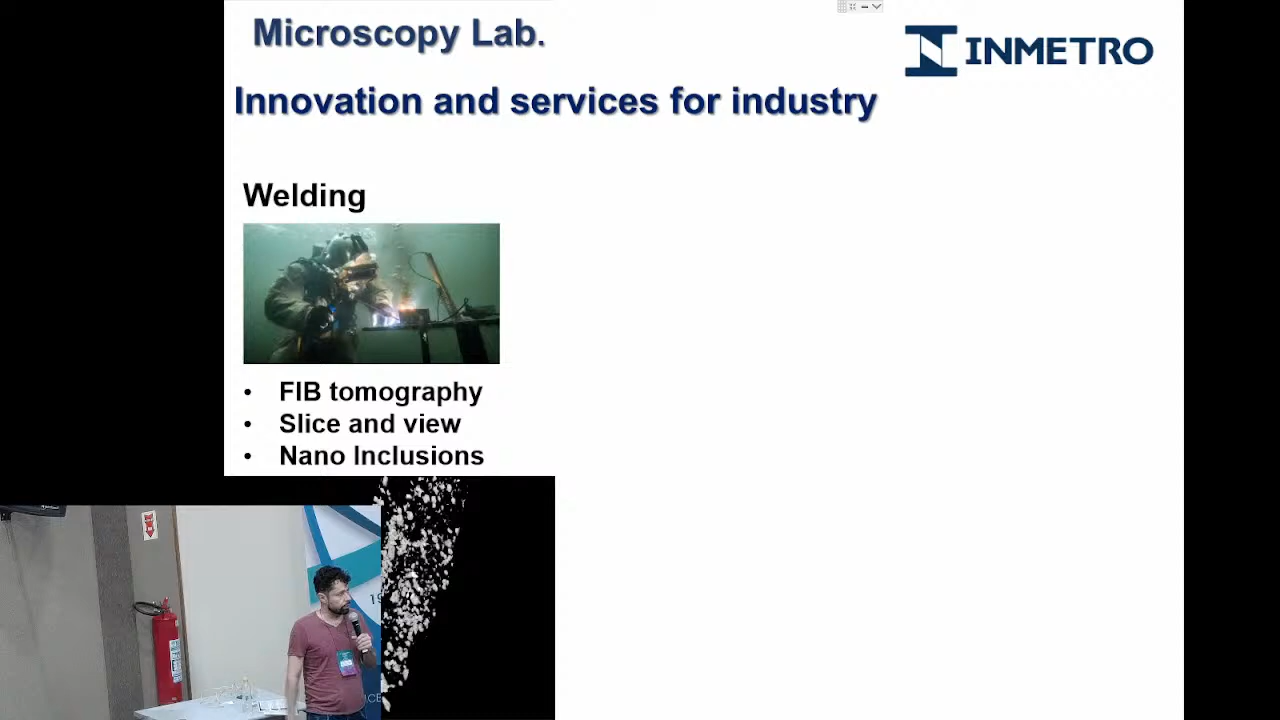 Microscopy Lab.
INMETRO
Innovation and services for industry
Welding
• FIB tomography
• Slice and view
• Nano Inclusions